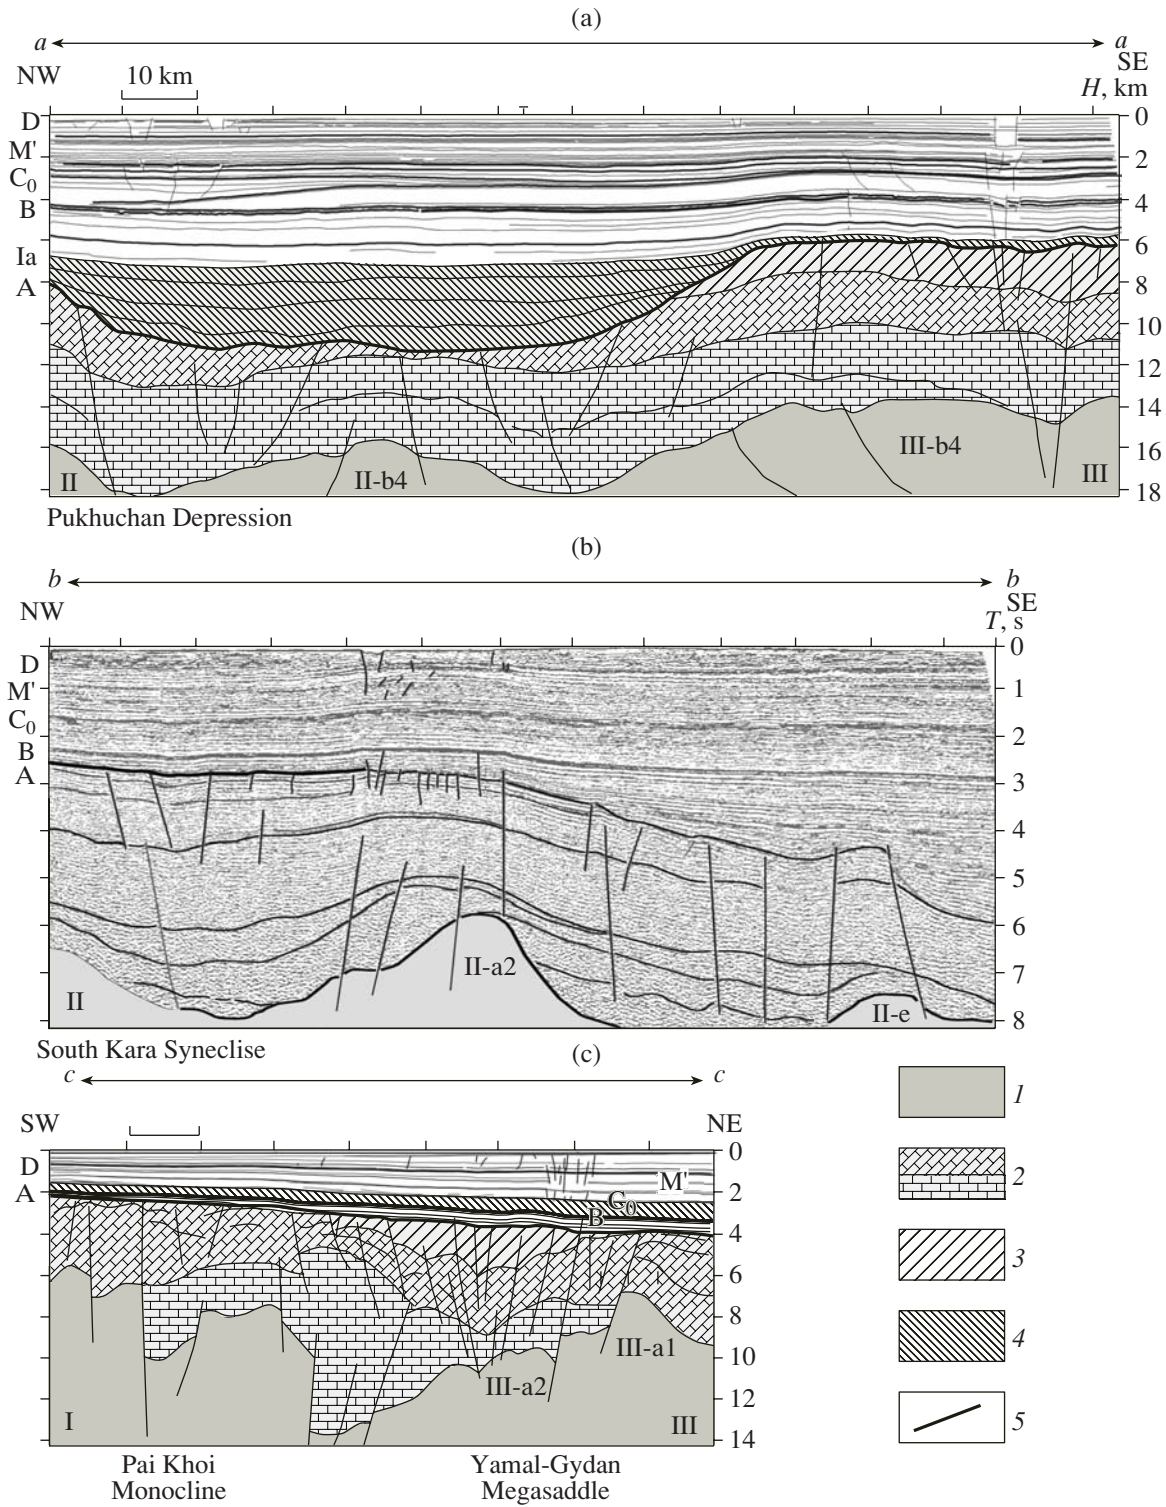 (a)
a a
NW SE
10 km H, km
D 0
M' 2
C0
B 4
Ia 6
A 8
10
12
14
16
18
II II-b4 III-b4 III
Pukhuchan Depression
(b)
b b
NW SE
T, s
0
D
M' 1
C0
2
B
A 3
4
5
6
7
8
II II-a2 II-e
South Kara Syneclise
(c)
c c
SW NE
D 0
M'
A 2
C0
B
4
6
8
10
12
14
III-a1
III-a2
I III
Pai Khoi
Monocline
Yamal-Gydan
Megasaddle
1
2
3
4
5